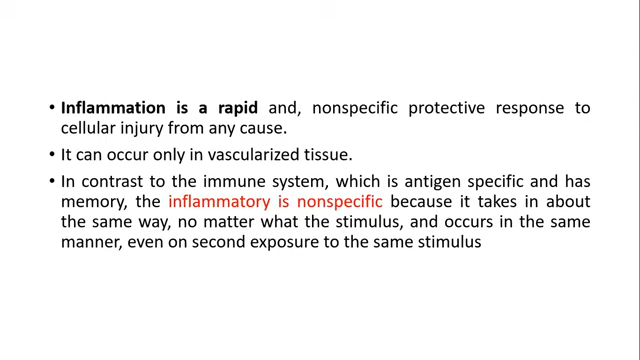 • Inflammation is a rapid and, nonspecific protective response to
cellular injury from any cause.
• It can occur only in vascularized tissue.
• In contrast to the immune system, which is antigen specific and has
memory, the inflammatory is nonspecific because it takes in about
the same way, no matter what the stimulus, and occurs in the same
manner, even on second exposure to the same stimulus